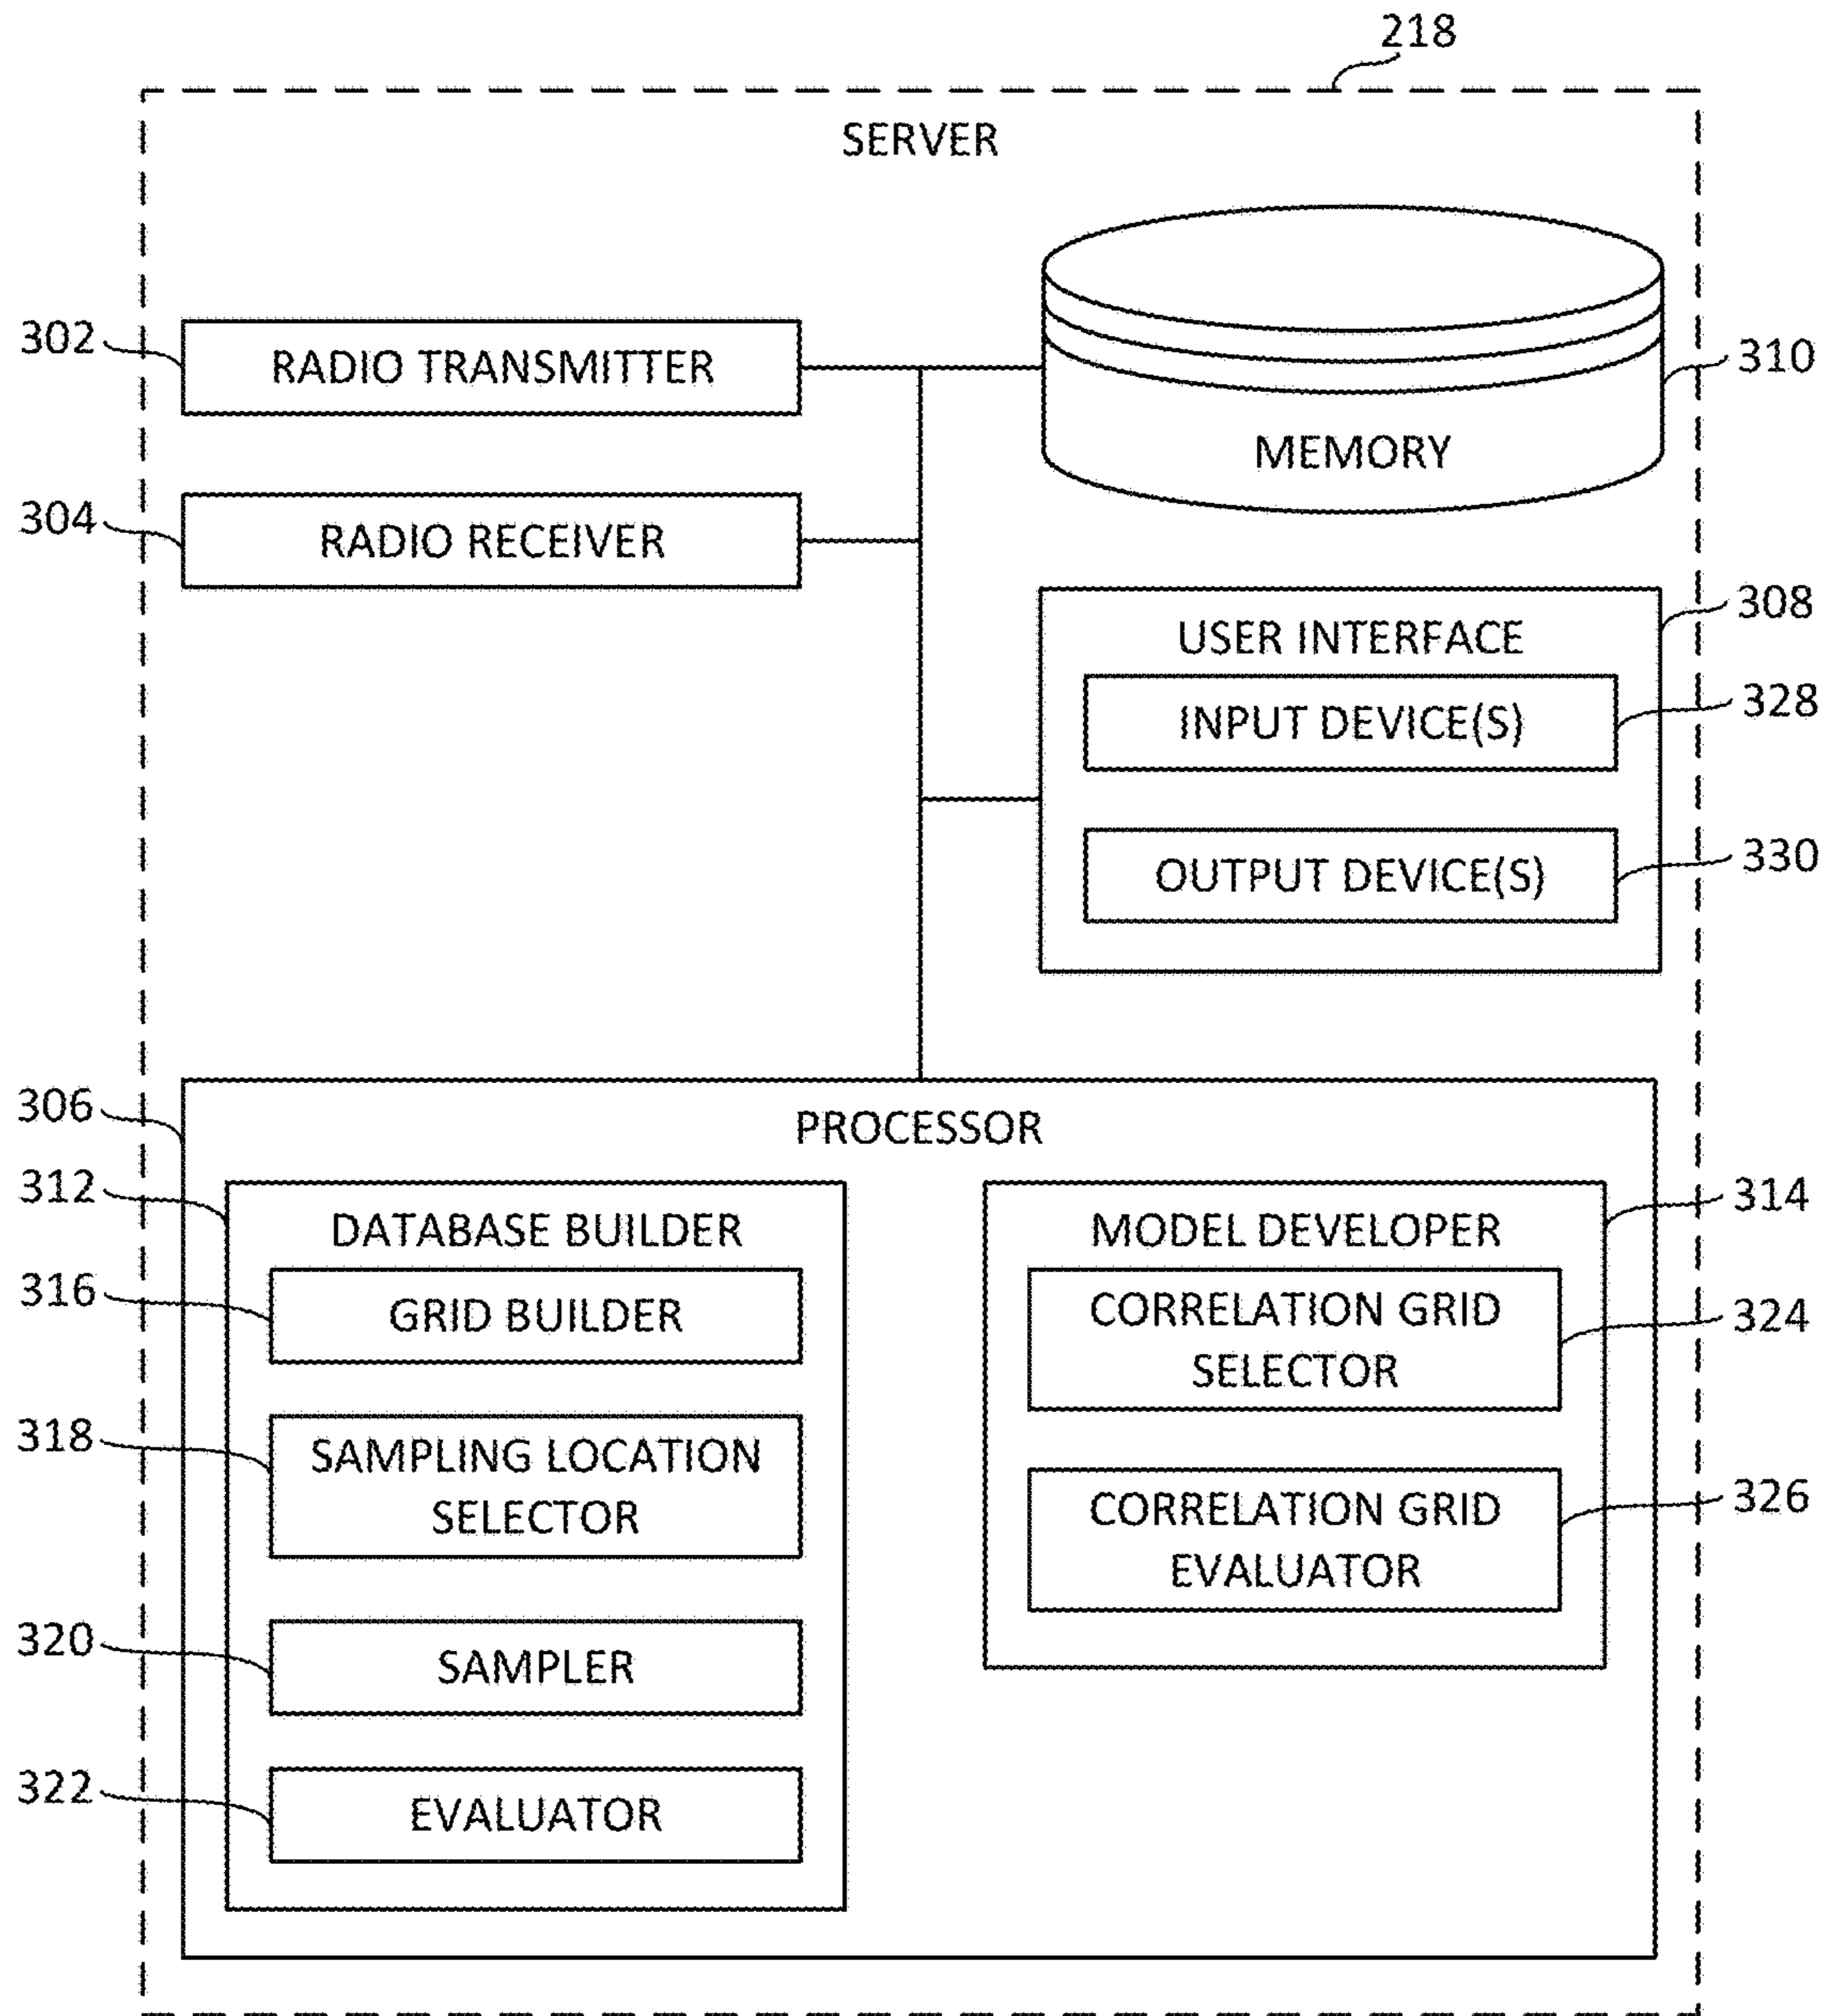 218
SERVER
302
RADIO TRANSMITTER
310
MEMORY
304
RADIO RECEIVER
308
USER INTERFACE
INPUT DEVICE(S)
328
OUTPUT DEVICE(S)
330
306
PROCESSOR
312
DATABASE BUILDER
316
GRID BUILDER
318
SAMPLING LOCATION
SELECTOR
320
SAMPLER
322
EVALUATOR
314
MODEL DEVELOPER
CORRELATION GRID
SELECTOR
324
CORRELATION GRID
EVALUATOR
326